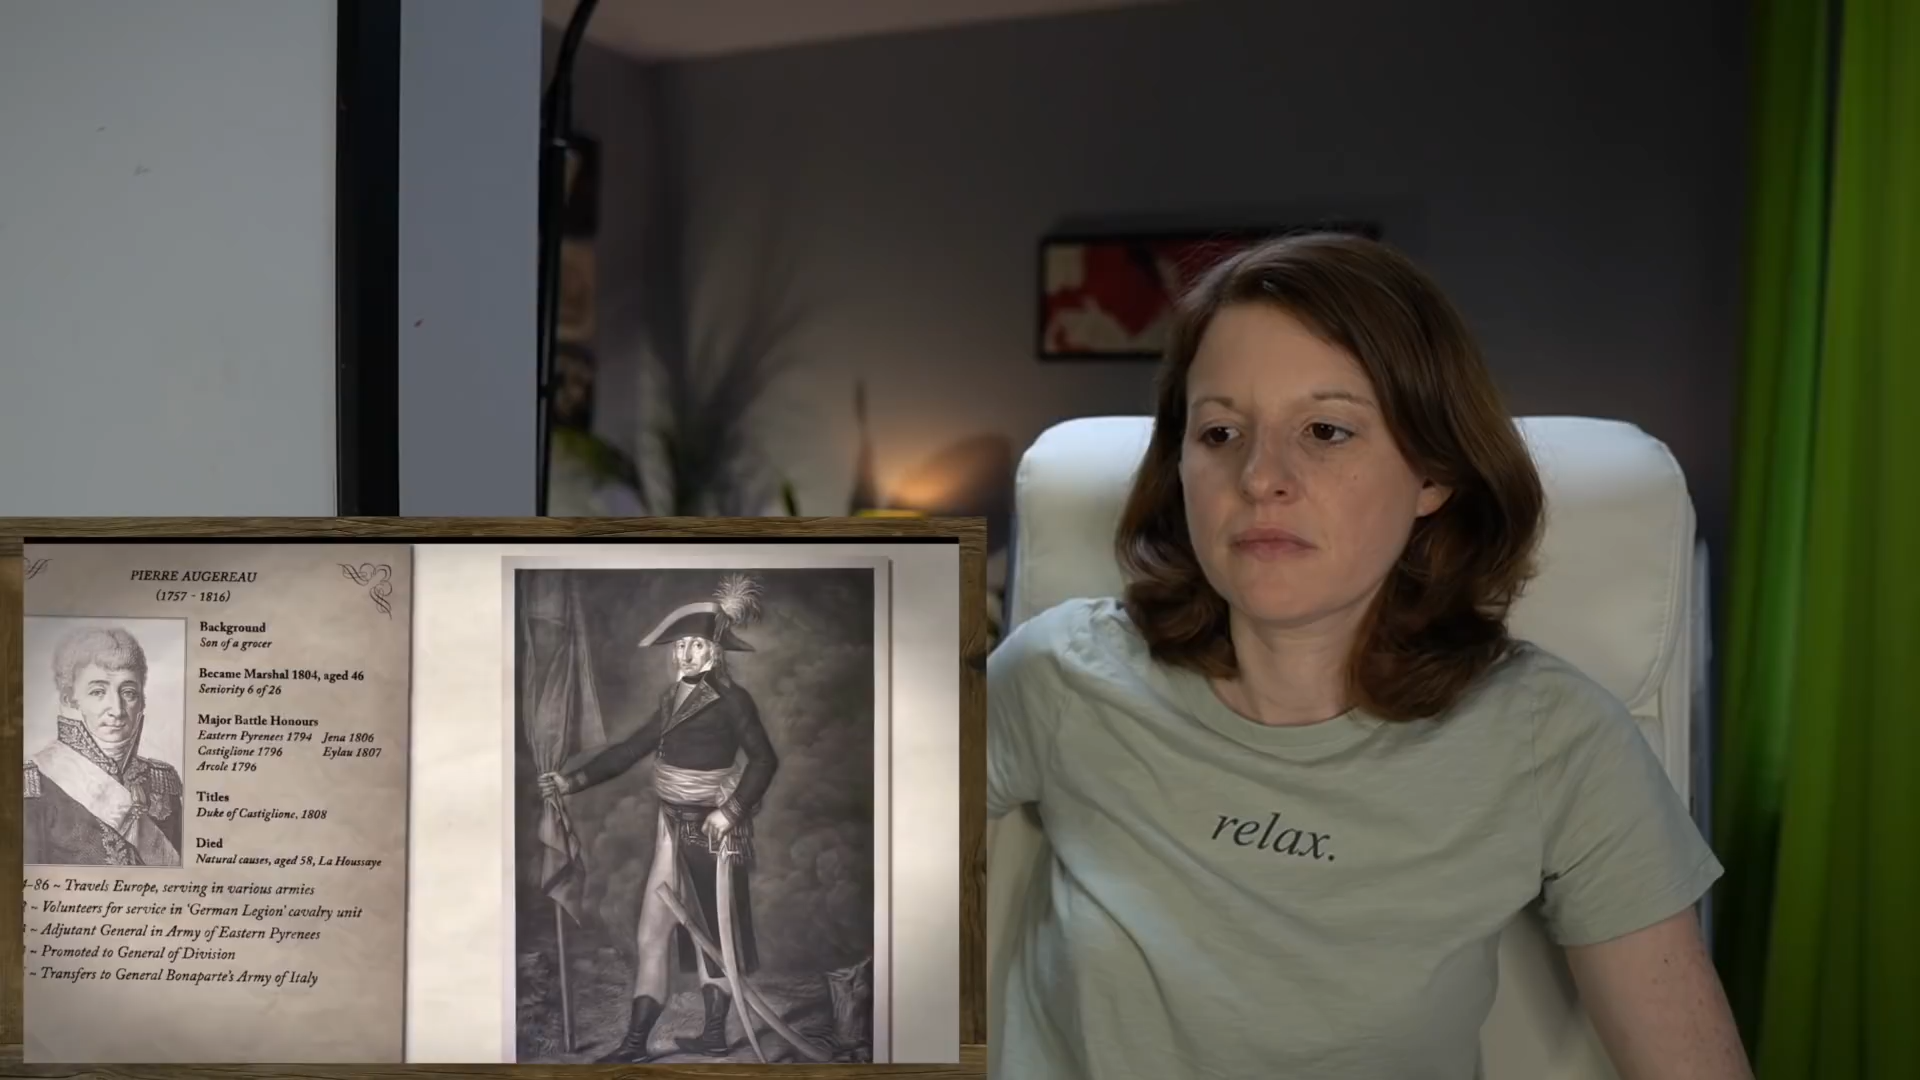 PIERRE AUGEREAU
(1757 - 1816)
Background
Son of a grocer
Became Marshal 1804, aged 46
Seniority 6 of 26
Major Battle Honours
Eastern Pyrenees 1794 Jena 1806
Castiglione 1796 Eylau 1807
Arcole 1796
Titles
Duke of Castiglione, 1808
Died
Natural causes, aged 58, La Houssaye
-86 ~ Travels Europe, serving in various armies
~ Volunteers for service in 'German Legion' cavalry unit
~ Adjutant General in Army of Eastern Pyrenees
~ Promoted to General of Division
~ Transfers to General Bonaparte's Army of Italy
relax.